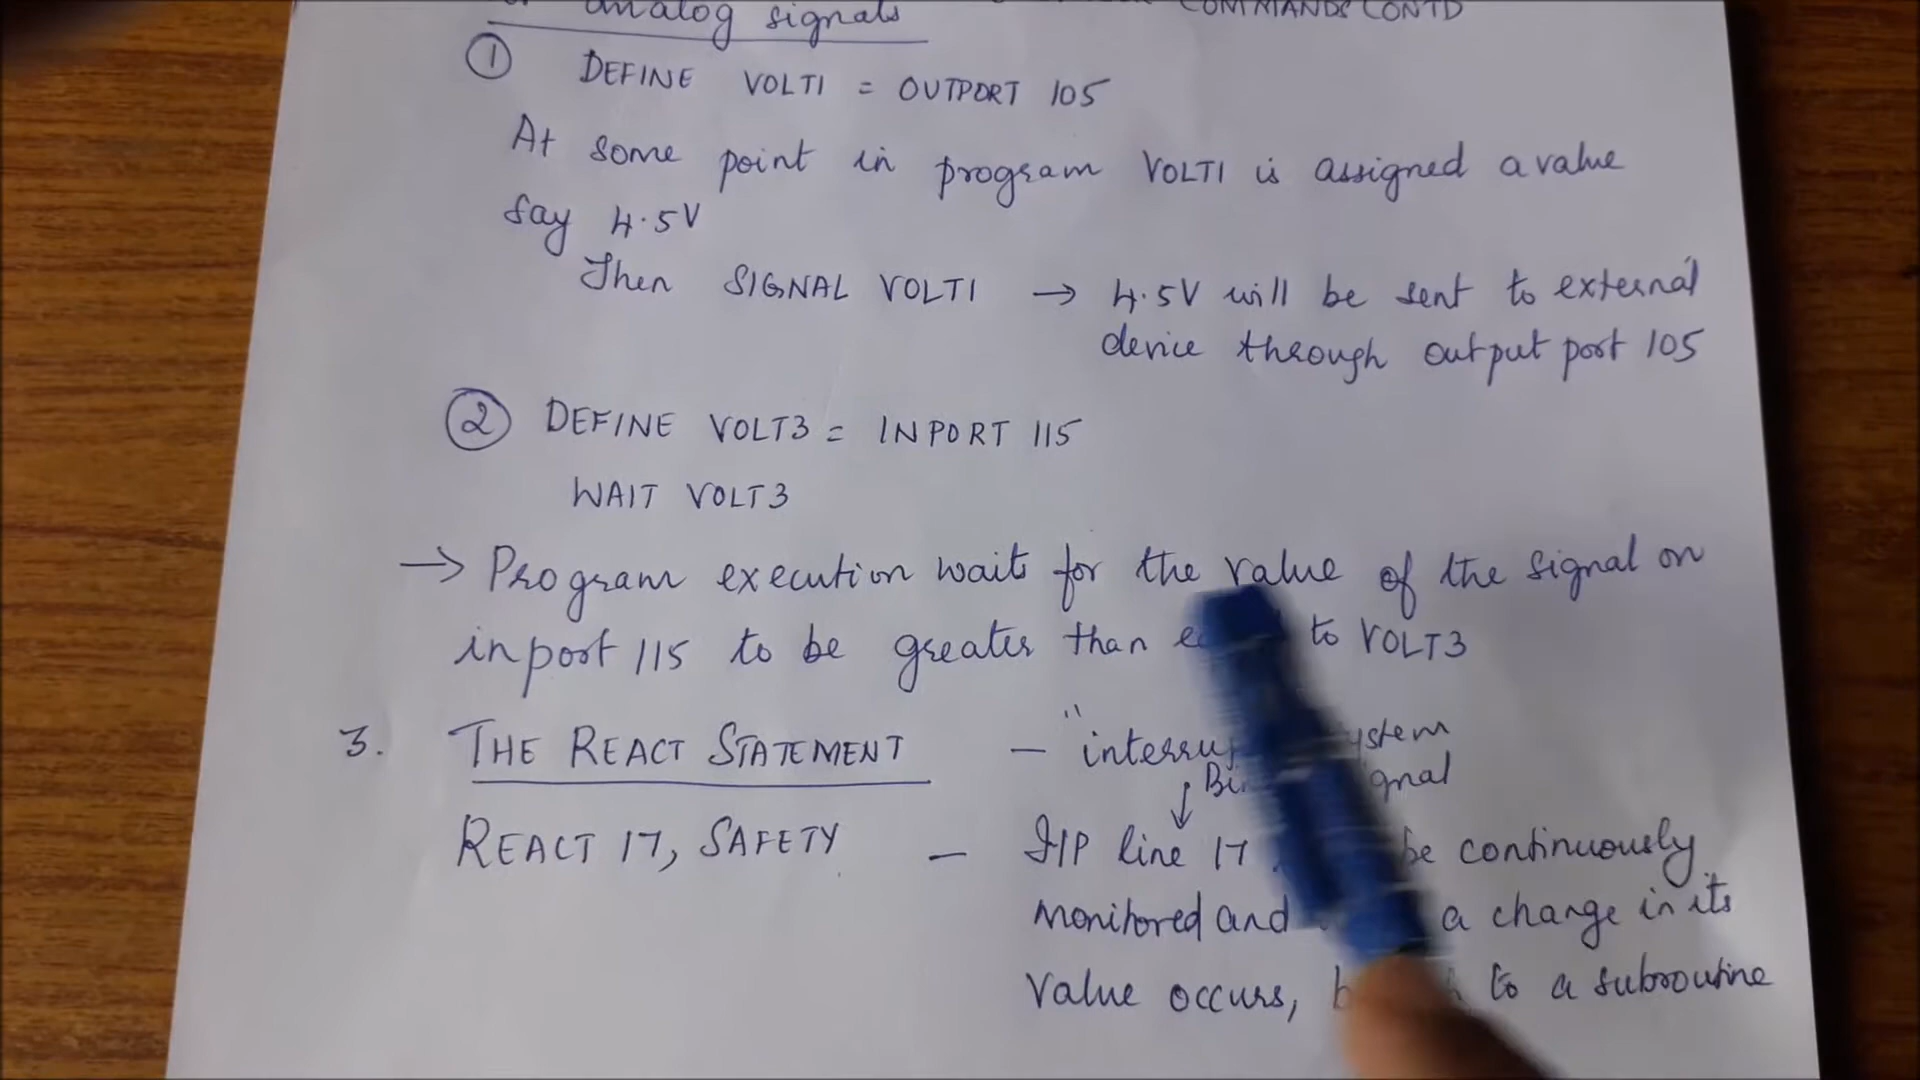 analog signals
COMMANDS CONTD
① DEFINE VOLT1 = OUTPORT 105
At some point in program VOLT1 is assigned a value
say 4.5V
Then SIGNAL VOLT1 → 4.5V will be sent to external
device through output port 105
② DEFINE VOLT3 = INPORT 115
WAIT VOLT3
→ Program execution waits for the value of the signal on
inport 115 to be greater than to VOLT3
3. THE REACT STATEMENT — "
REACT 17, SAFETY — I/P line 17 be continuously
monitored and a change in its
value occurs, to a subroutine